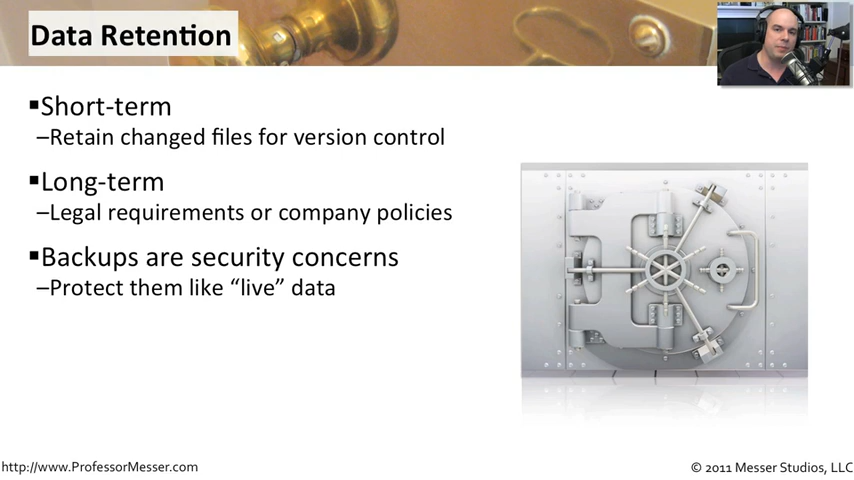 Data Retention
▪Short-term
–Retain changed files for version control
▪Long-term
–Legal requirements or company policies
▪Backups are security concerns
–Protect them like “live” data
http://www.ProfessorMesser.com
© 2011 Messer Studios, LLC